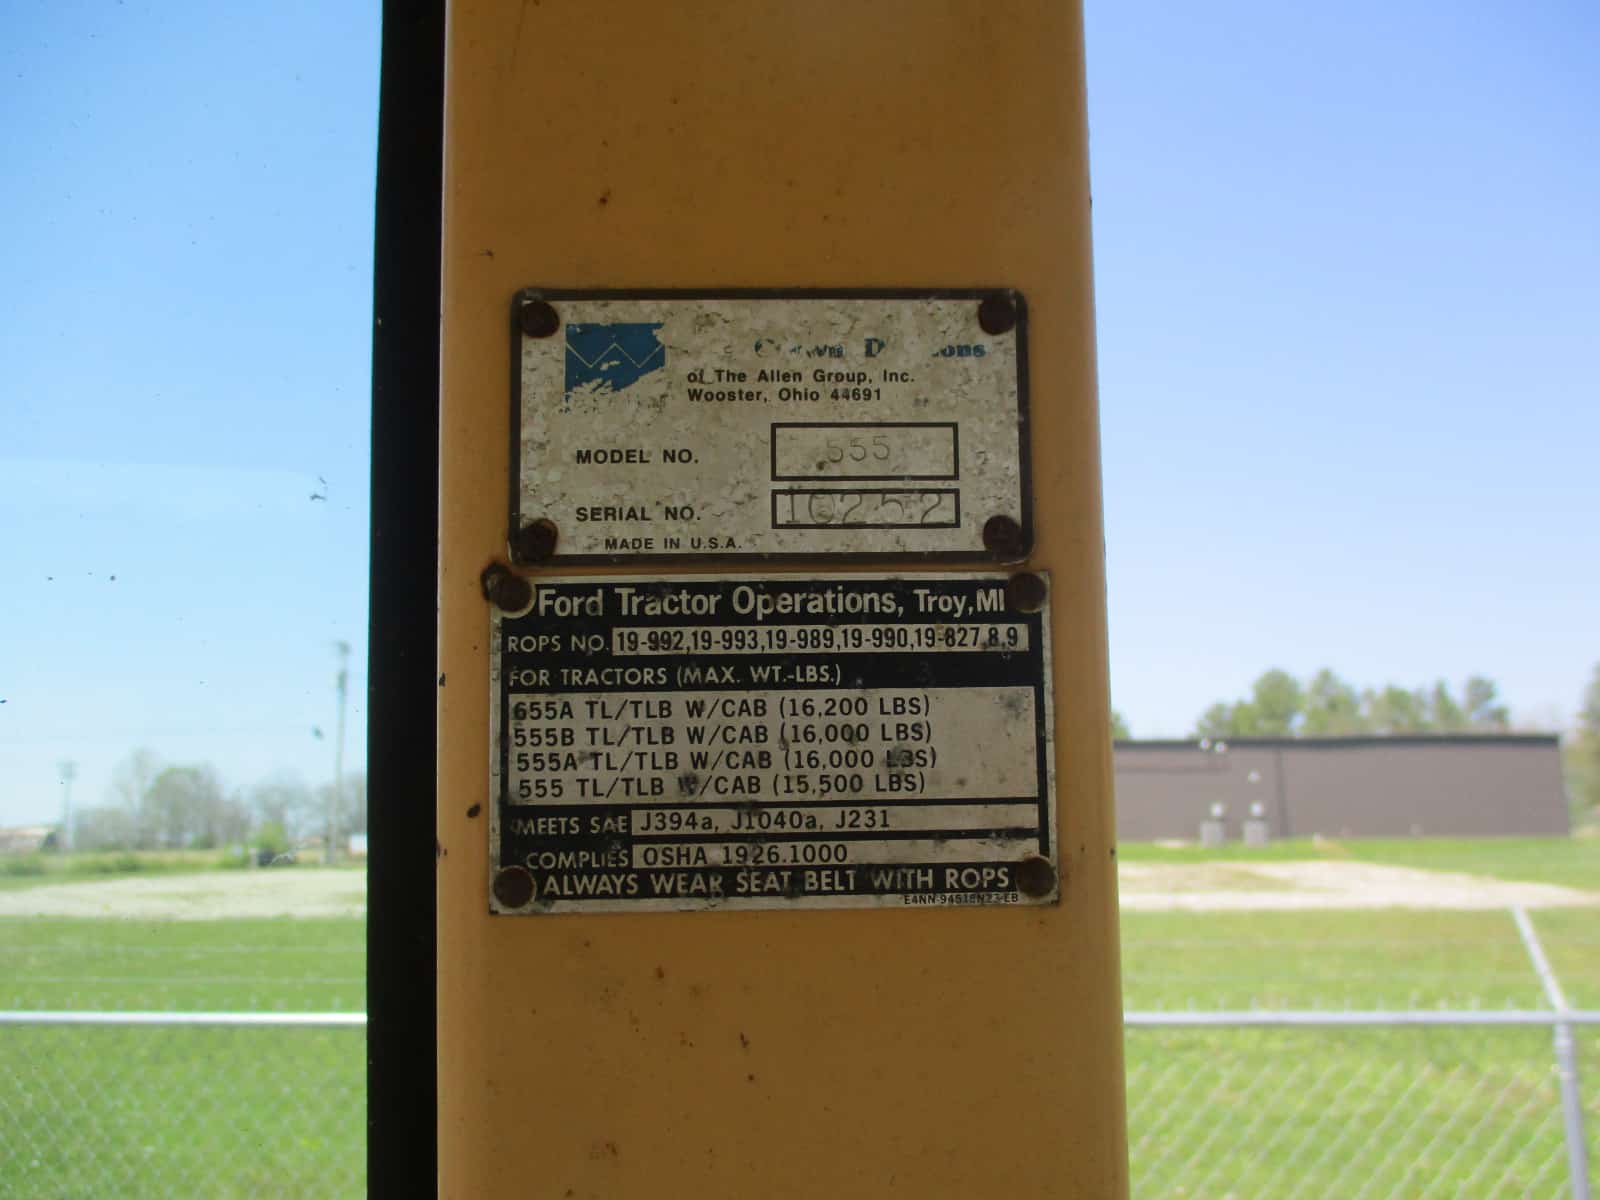 of The Allen Group, Inc.
Wooster, Ohio 44691
MODEL NO. 555
SERIAL NO. 10252
MADE IN U.S.A.
Ford Tractor Operations, Troy, MI
ROPS NO. 19-992,19-993,19-989,19-990,19-827,8,9
FOR TRACTORS (MAX. WT.-LBS.)
655A TL/TLB W/CAB (16,200 LBS)
555B TL/TLB W/CAB (16,000 LBS)
555A TL/TLB W/CAB (16,000 LBS)
555 TL/TLB W/CAB (15,500 LBS)
MEETS SAE J394a, J1040a, J231
COMPLIES OSHA 1926.1000
ALWAYS WEAR SEAT BELT WITH ROPS